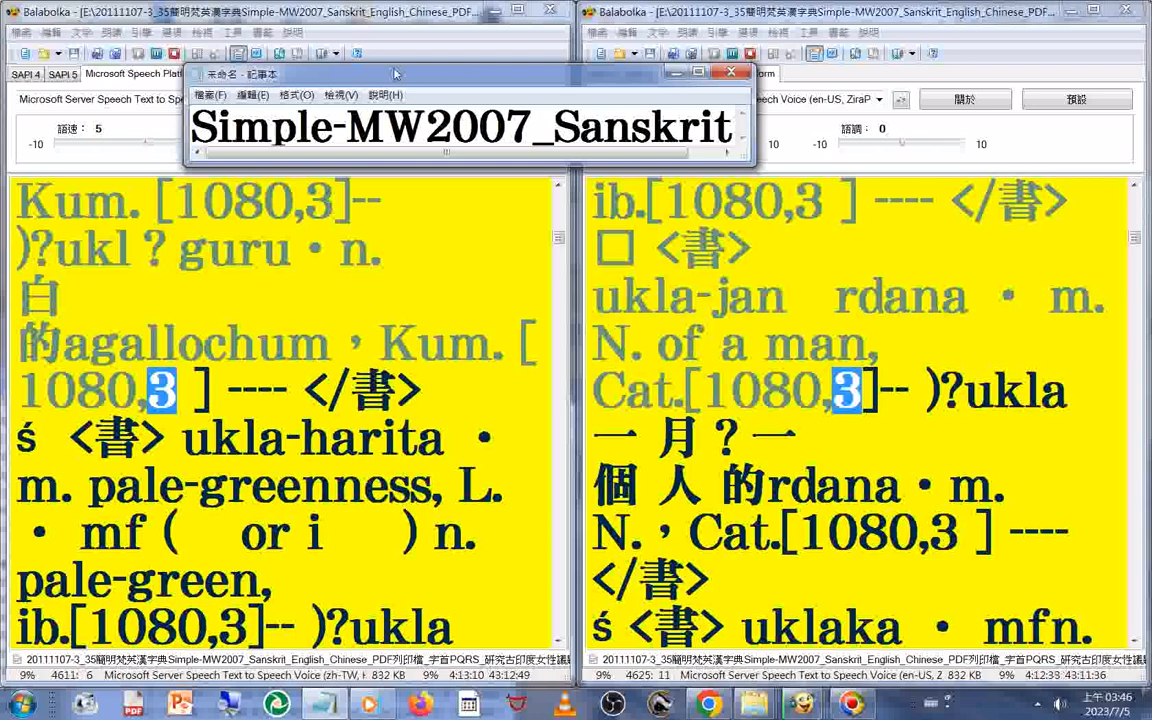 Balabolka - [E:\20111107-3_35簡明梵英漢字典Simple-MW2007_Sanskrit_English_Chinese_PDF...
SAPI 4 SAPI 5 Microsoft Speech Platf
Microsoft Server Speech Text to Sp
語速： 5
-10
未命名 - 記事本
檔案(F) 編輯(E) 格式(O) 檢視(V) 說明(H)
Simple-MW2007_Sanskrit
Kum. [1080,3]--
)?ukl ? guru • n.
白
的agallochum，Kum. [
1080,3 ] ---- </書>
ś <書> ukla-harita •
m. pale-greenness, L.
• mf ( or i ) n.
pale-green,
ib.[1080,3]-- )?ukla
20111107-3_35簡明梵英漢字典Simple-MW2007_Sanskrit_English_Chinese_PDF列印檔_字首PQRS_研究古印度女性議
9% 4611: 6 Microsoft Server Speech Text to Speech Voice (zh-TW, 832 KB 9% 4:13:10 43:12:49
Balabolka - [E:\20111107-3_35簡明梵英漢字典Simple-MW2007_Sanskrit_English_Chinese_PDF...
orm
eech Voice (en-US, ZiraP 關於 預設
語調： 0
10 -10 10
ib.[1080,3 ] ---- </書>
□ <書>
ukla-jan rdana • m.
N. of a man,
Cat.[1080,3]-- )?ukla
一 月？一
個 人 的rdana • m.
N.，Cat.[1080,3 ] ----
</書>
ś <書> uklaka • mfn.
20111107-3_35簡明梵英漢字典Simple-MW2007_Sanskrit_English_Chinese_PDF列印檔_字首PQRS_研究古印度女性議
9% 4625: 11 Microsoft Server Speech Text to Speech Voice (en-US, Z 832 KB 9% 4:12:33 43:11:36
上午 03:46
2023/7/5